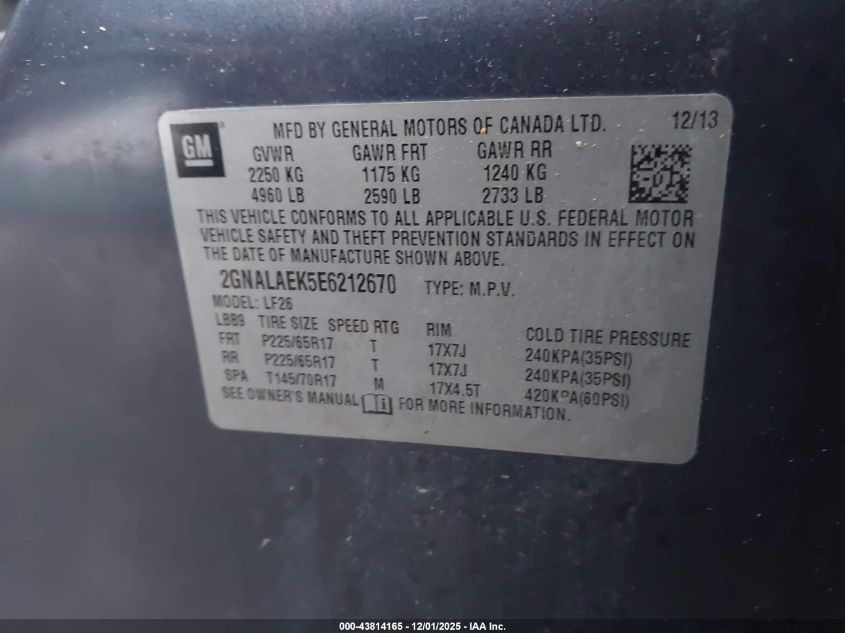 GM
MFD BY GENERAL MOTORS OF CANADA LTD. 12/13
GVWR GAWR FRT GAWR RR
2250 KG 1175 KG 1240 KG
4960 LB 2590 LB 2733 LB
THIS VEHICLE CONFORMS TO ALL APPLICABLE U.S. FEDERAL MOTOR
VEHICLE SAFETY AND THEFT PREVENTION STANDARDS IN EFFECT ON
THE DATE OF MANUFACTURE SHOWN ABOVE.
2GNALAEK5E6212670 TYPE: M.P.V.
MODEL: LF26
LBB9 TIRE SIZE SPEED RTG RIM COLD TIRE PRESSURE
FRT P225/65R17 T 17X7J 240KPA(35PSI)
RR P225/65R17 T 17X7J 240KPA(35PSI)
SPA T145/70R17 M 17X4.5T 420KPA(60PSI)
SEE OWNER'S MANUAL i FOR MORE INFORMATION.
000-43814165 - 12/01/2025 - IAA Inc.